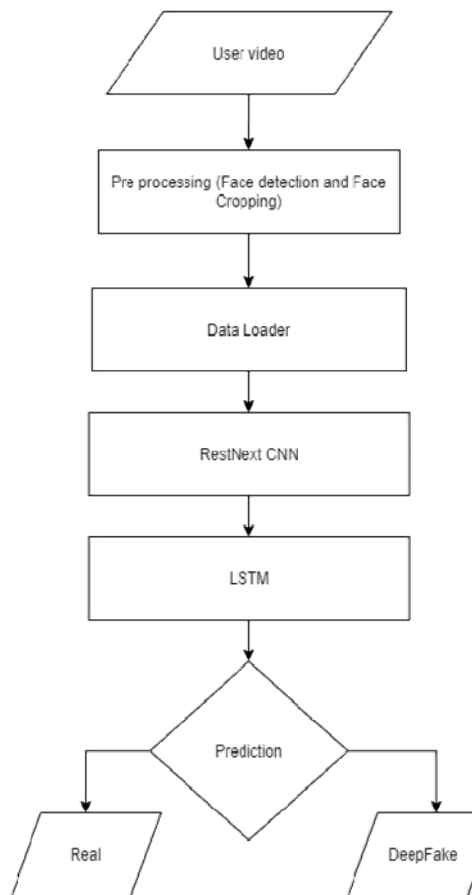 User video
Pre processing (Face detection and Face
Cropping)
Data Loader
RestNext CNN
LSTM
Prediction
Real
DeepFake